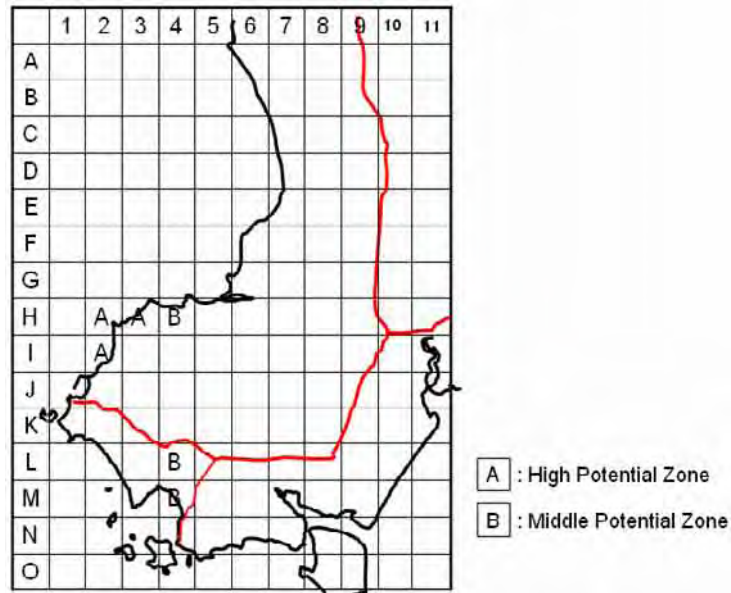 1 2 3 4 5 6 7 8 9 10 11
A
B
C
D
E
F
G
H A A B
I A
J
K
L B
M B
N
O
A : High Potential Zone
B : Middle Potential Zone